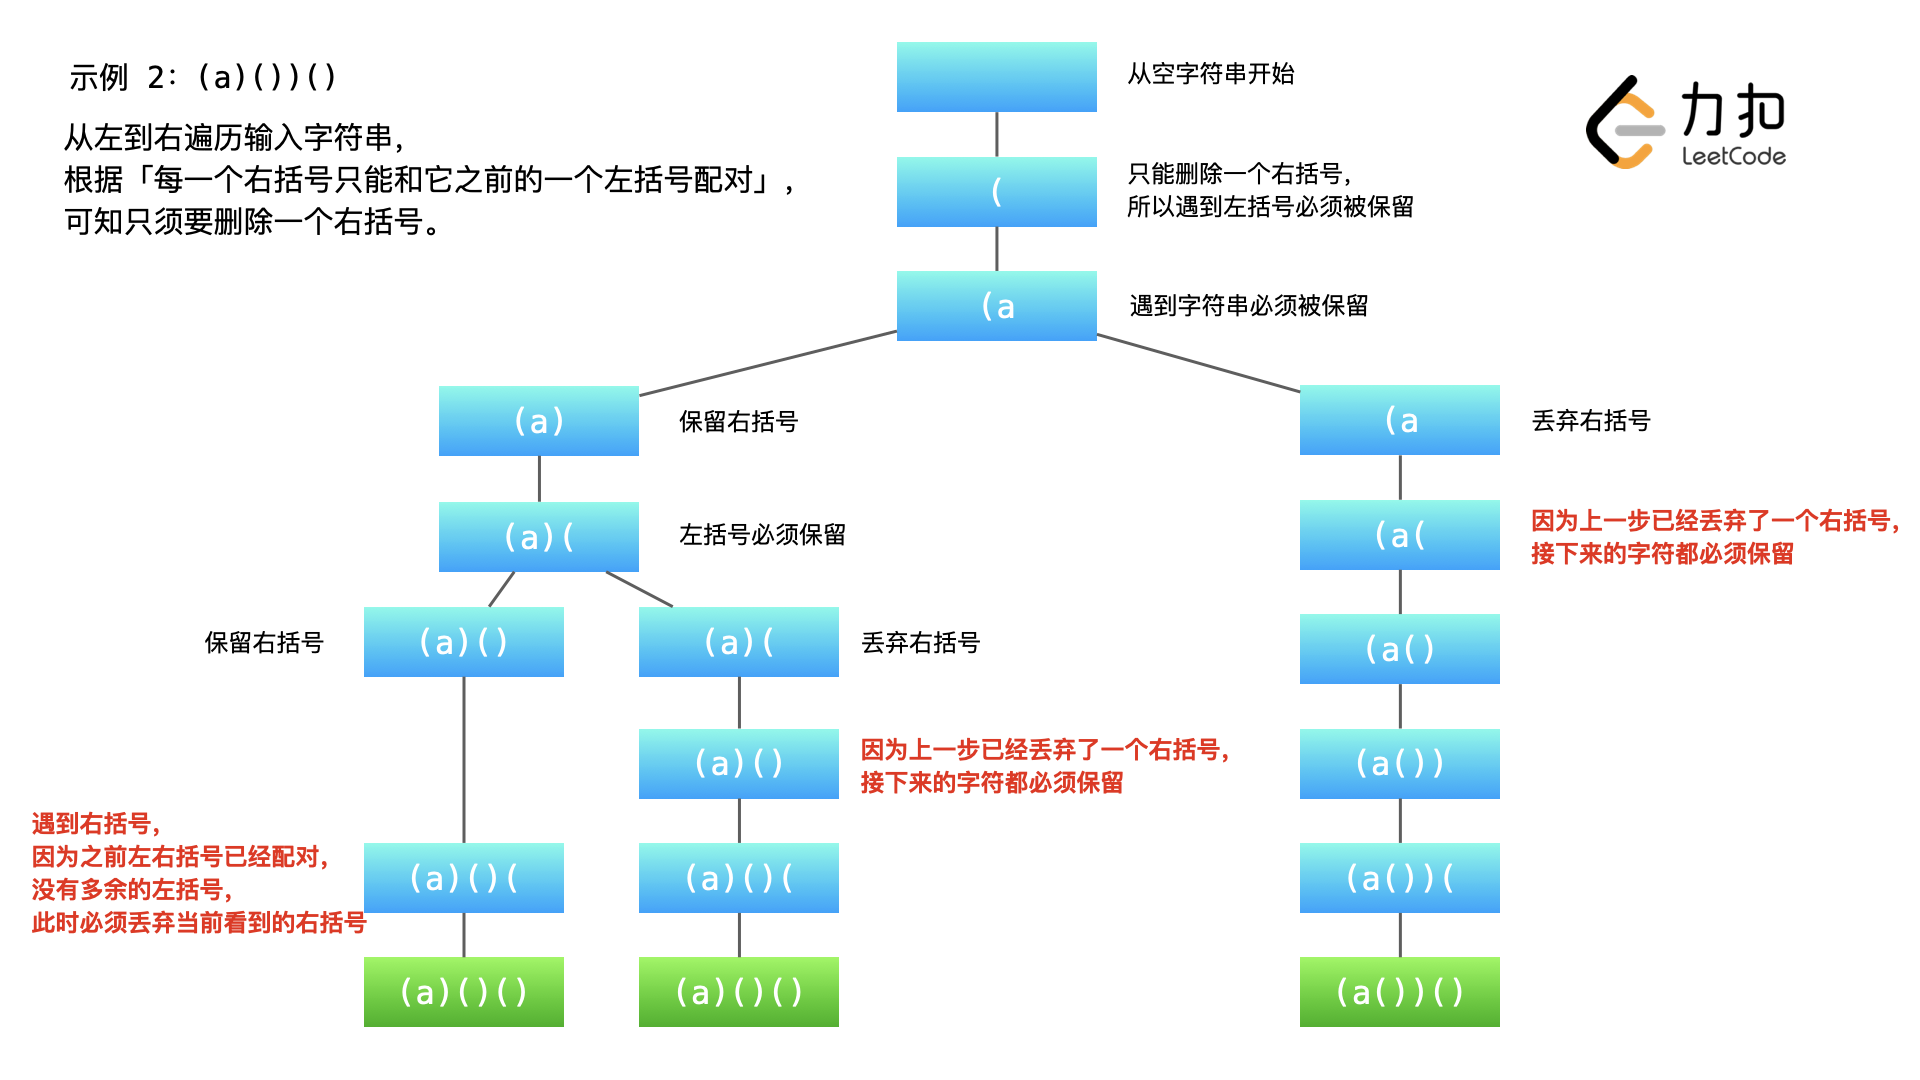 示例 2：(a)())()
从左到右遍历输入字符串，
根据「每一个右括号只能和它之前的一个左括号配对」，
可知只须要删除一个右括号。
力扣
LeetCode
从空字符串开始
(
只能删除一个右括号，
所以遇到左括号必须被保留
(a
遇到字符串必须被保留
(a)
保留右括号
(a
丢弃右括号
(a)(
左括号必须保留
(a(
因为上一步已经丢弃了一个右括号，
接下来的字符都必须保留
保留右括号
(a)()
(a)(
丢弃右括号
(a()
(a)()
因为上一步已经丢弃了一个右括号，
接下来的字符都必须保留
(a())
遇到右括号，
因为之前左右括号已经配对，
没有多余的左括号，
此时必须丢弃当前看到的右括号
(a)()(
(a)()(
(a())(
(a)()()
(a)()()
(a())()